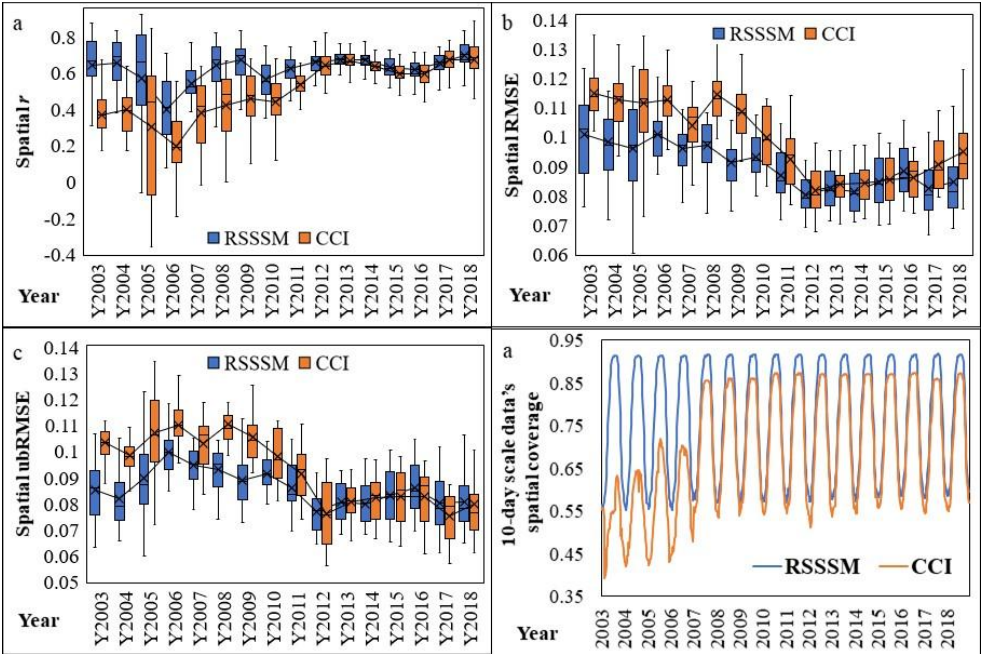 a
0.8
0.6
0.4
0.2
0
-0.2
-0.4
Spatial r
RSSSM CCI
Year
Y2003 Y2004 Y2005 Y2006 Y2007 Y2008 Y2009 Y2010 Y2011 Y2012 Y2013 Y2014 Y2015 Y2016 Y2017 Y2018
b
0.14
0.13
0.12
0.11
0.1
0.09
0.08
0.07
0.06
Spatial RMSE
RSSSM CCI
Year
Y2003 Y2004 Y2005 Y2006 Y2007 Y2008 Y2009 Y2010 Y2011 Y2012 Y2013 Y2014 Y2015 Y2016 Y2017 Y2018
c
0.14
0.13
0.12
0.11
0.1
0.09
0.08
0.07
0.06
0.05
Spatial ubRMSE
RSSSM CCI
Year
Y2003 Y2004 Y2005 Y2006 Y2007 Y2008 Y2009 Y2010 Y2011 Y2012 Y2013 Y2014 Y2015 Y2016 Y2017 Y2018
a
0.95
0.85
0.75
0.65
0.55
0.45
0.35
10-day scale data's
spatial coverage
RSSSM CCI
Year
2003 2004 2005 2006 2007 2008 2009 2010 2011 2012 2013 2014 2015 2016 2017 2018